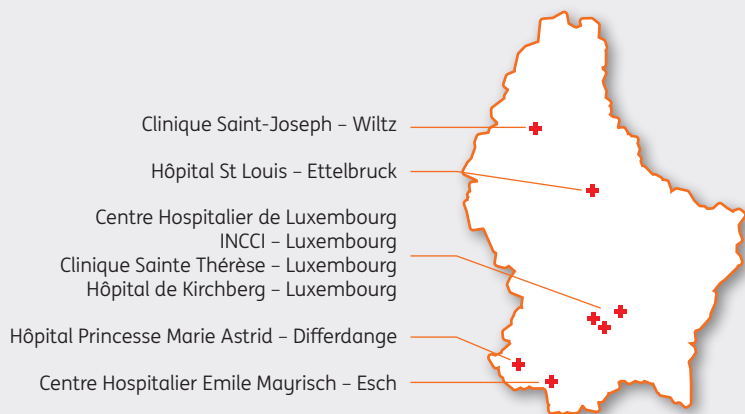 Clinique Saint-Joseph – Wiltz
Hôpital St Louis – Ettelbruck
Centre Hospitalier de Luxembourg
INCCI – Luxembourg
Clinique Sainte Thérèse – Luxembourg
Hôpital de Kirchberg – Luxembourg
Hôpital Princesse Marie Astrid – Differdange
Centre Hospitalier Emile Mayrisch – Esch